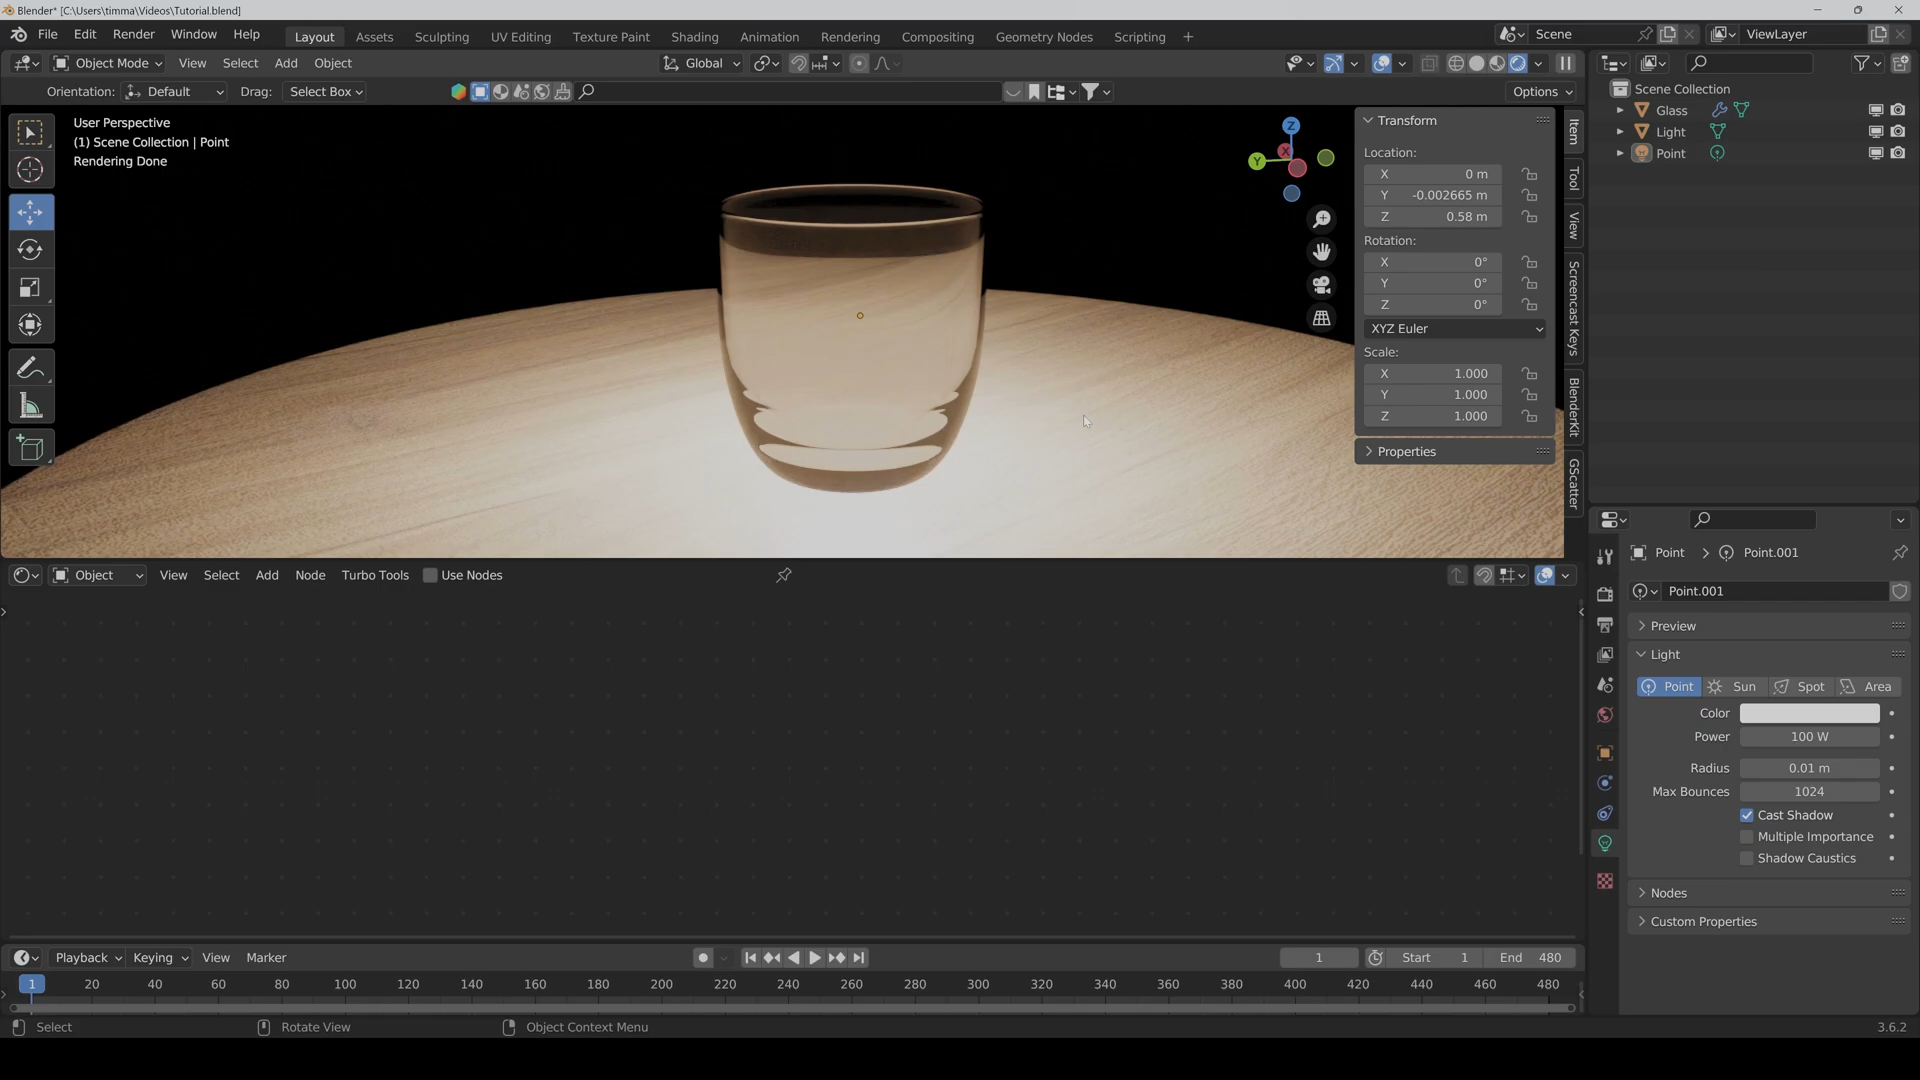 Blender* [C:\Users\timma\Videos\Tutorial.blend]
File Edit Render Window Help
Layout Assets Sculpting UV Editing Texture Paint Shading Animation Rendering Compositing Geometry Nodes Scripting +
Scene
ViewLayer
Object Mode View Select Add Object
Global
Orientation: Default Drag: Select Box
Options
User Perspective
(1) Scene Collection | Point
Rendering Done
Z
Y
X
Transform
Location:
X 0 m
Y -0.002665 m
Z 0.58 m
Rotation:
X 0°
Y 0°
Z 0°
XYZ Euler
Scale:
X 1.000
Y 1.000
Z 1.000
Properties
Item
Tool
View
Screencast Keys
BlenderKit
GScatter
Scene Collection
Glass
Light
Point
Point
Point.001
Point.001
Preview
Light
Point Sun Spot Area
Color
Power 100 W
Radius 0.01 m
Max Bounces 1024
Cast Shadow
Multiple Importance
Shadow Caustics
Nodes
Custom Properties
Object View Select Add Node Turbo Tools Use Nodes
Playback Keying View Marker
1 Start 1 End 480
1 20 40 60 80 100 120 140 160 180 200 220 240 260 280 300 320 340 360 380 400 420 440 460 480
Select Rotate View Object Context Menu
3.6.2